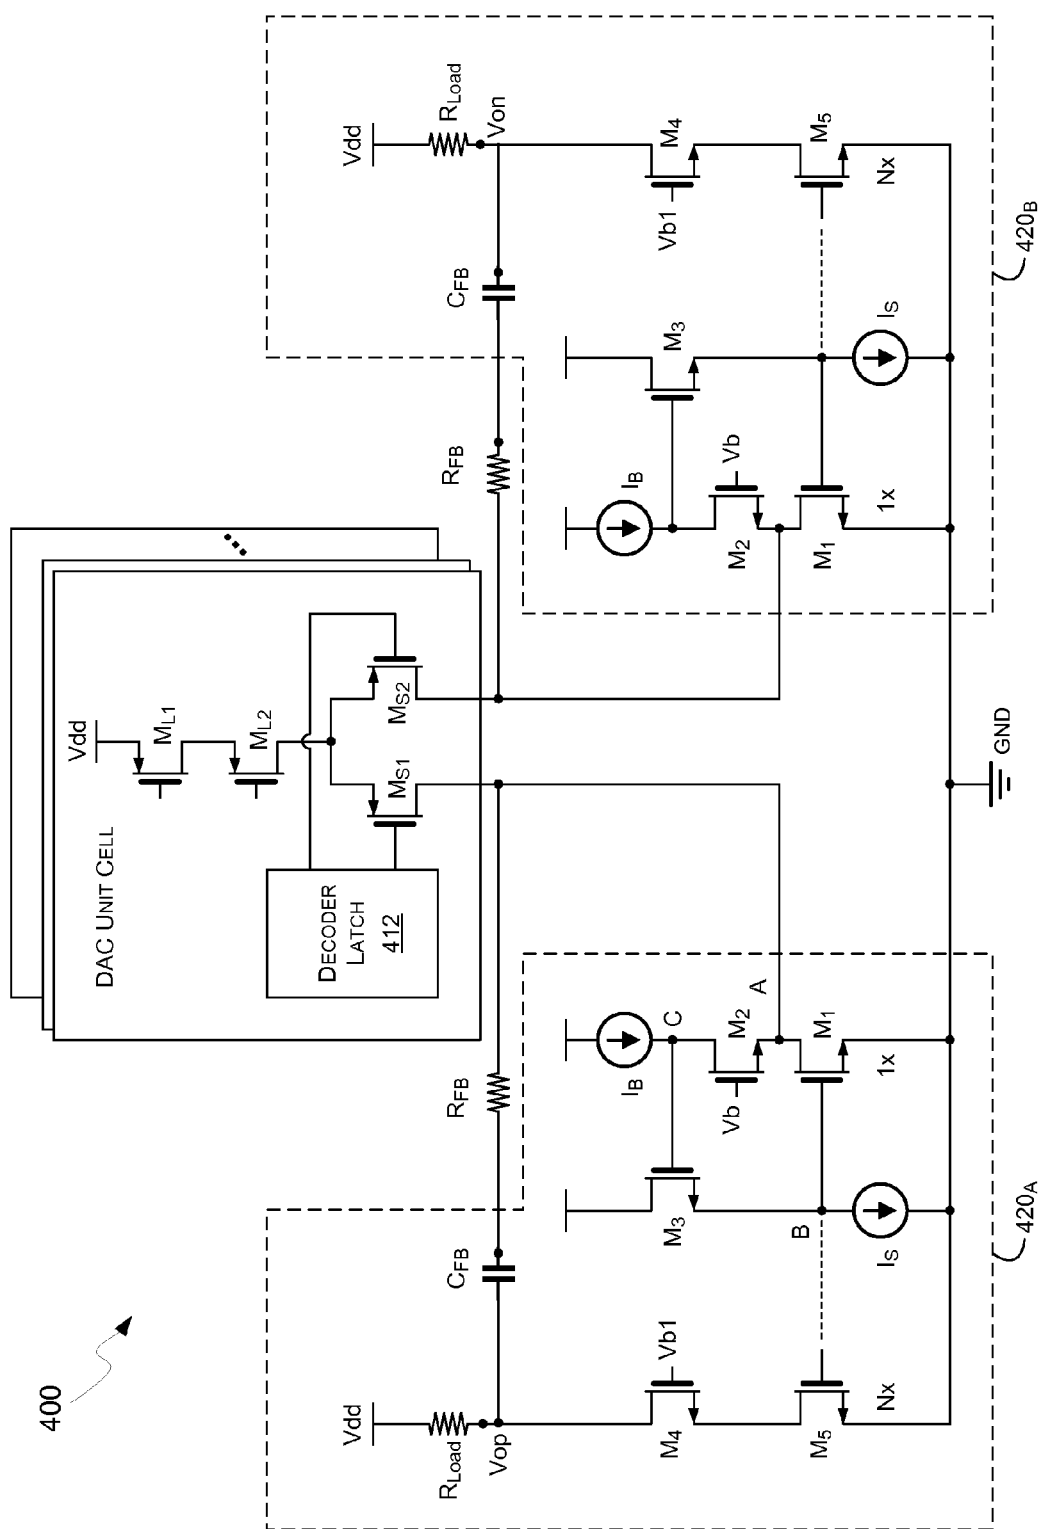 400
DAC UNIT CELL
Vdd
ML1
ML2
MS1
MS2
DECODER
LATCH
412
Vdd
RLoad
Vop
CFB
RFB
RFB
CFB
Vdd
RLoad
Von
M4
Vb1
M5
Nx
M3
B
IS
IB
C
M2
Vb
A
M1
1x
IB
M2
Vb
M1
1x
M3
IS
M4
Vb1
M5
Nx
GND
420A
420B